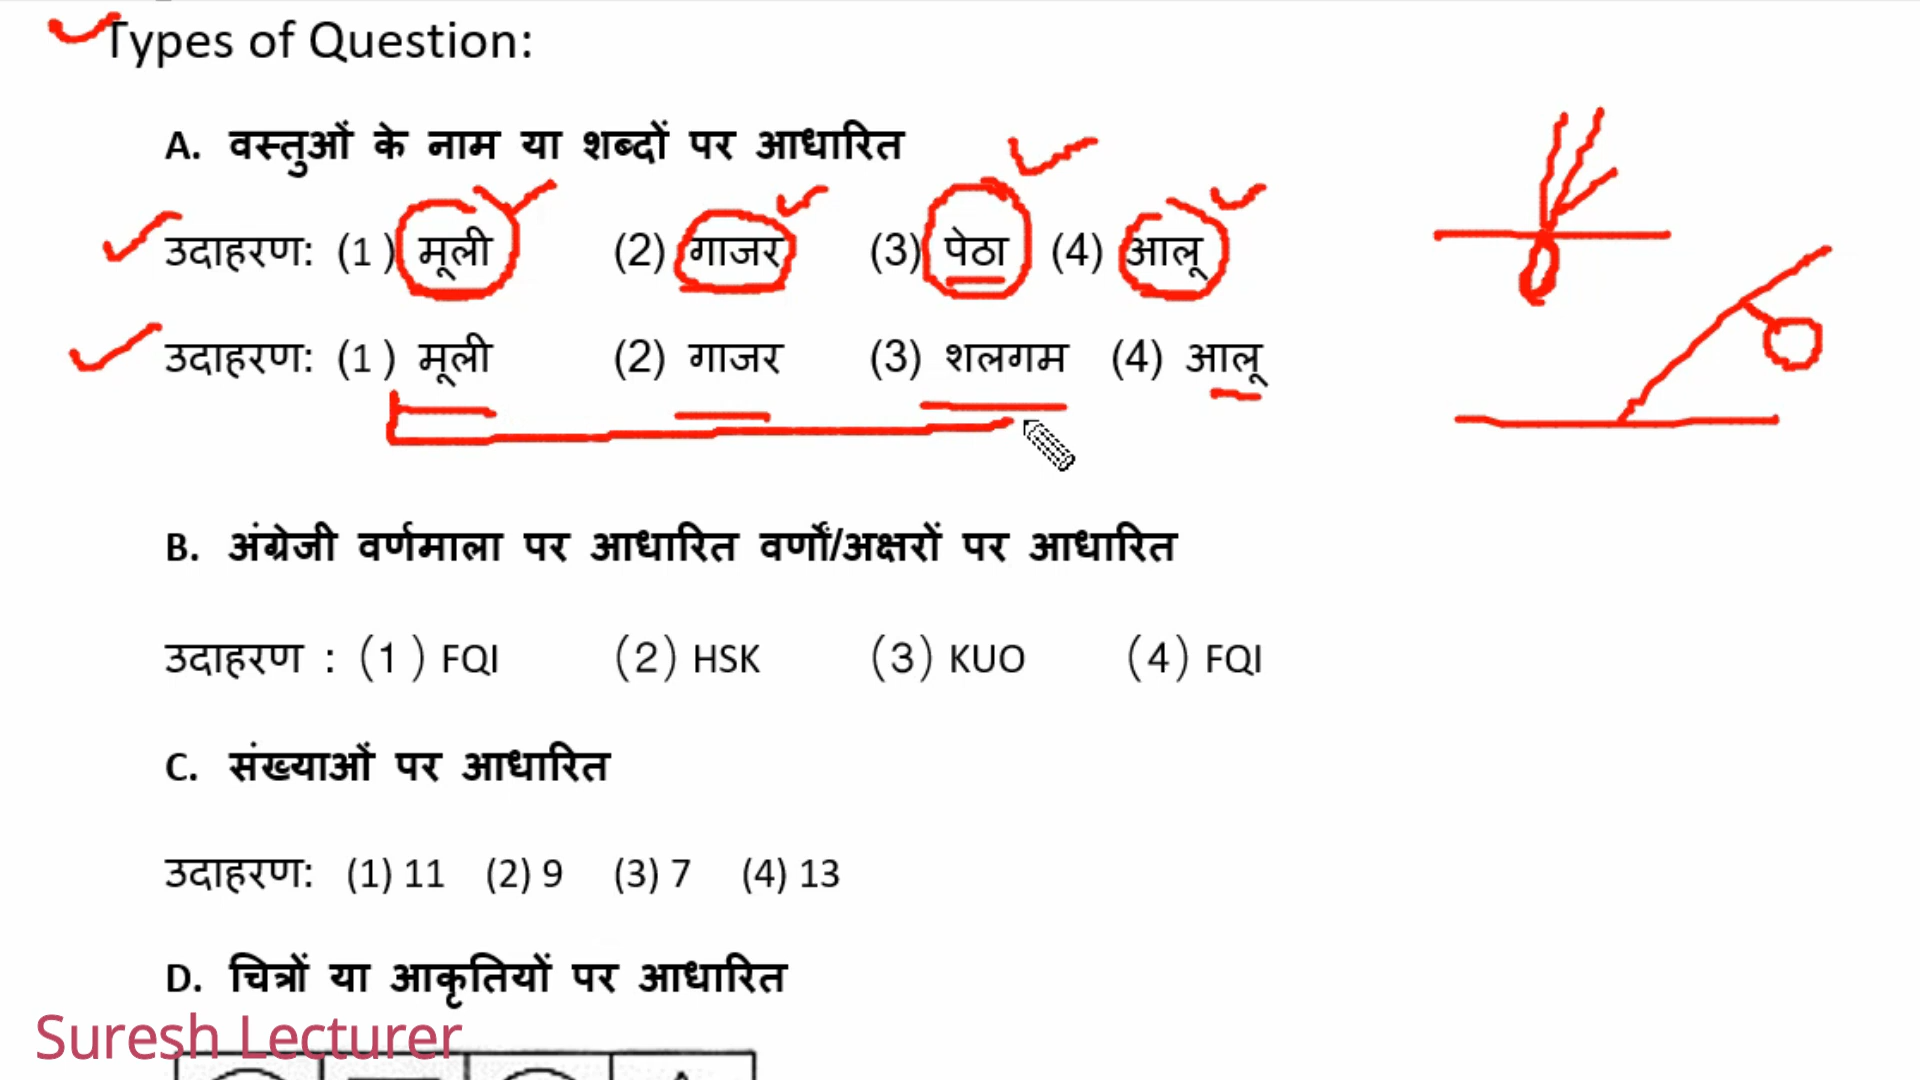 Types of Question:
A. वस्तुओं के नाम या शब्दों पर आधारित
उदाहरण: (1) मूली (2) गाजर (3) पेठा (4) आलू
उदाहरण: (1) मूली (2) गाजर (3) शलगम (4) आलू
B. अंग्रेजी वर्णमाला पर आधारित वर्णों/अक्षरों पर आधारित
उदाहरण : (1) FQI (2) HSK (3) KUO (4) FQI
C. संख्याओं पर आधारित
उदाहरण: (1) 11 (2) 9 (3) 7 (4) 13
D. चित्रों या आकृतियों पर आधारित
Suresh Lecturer